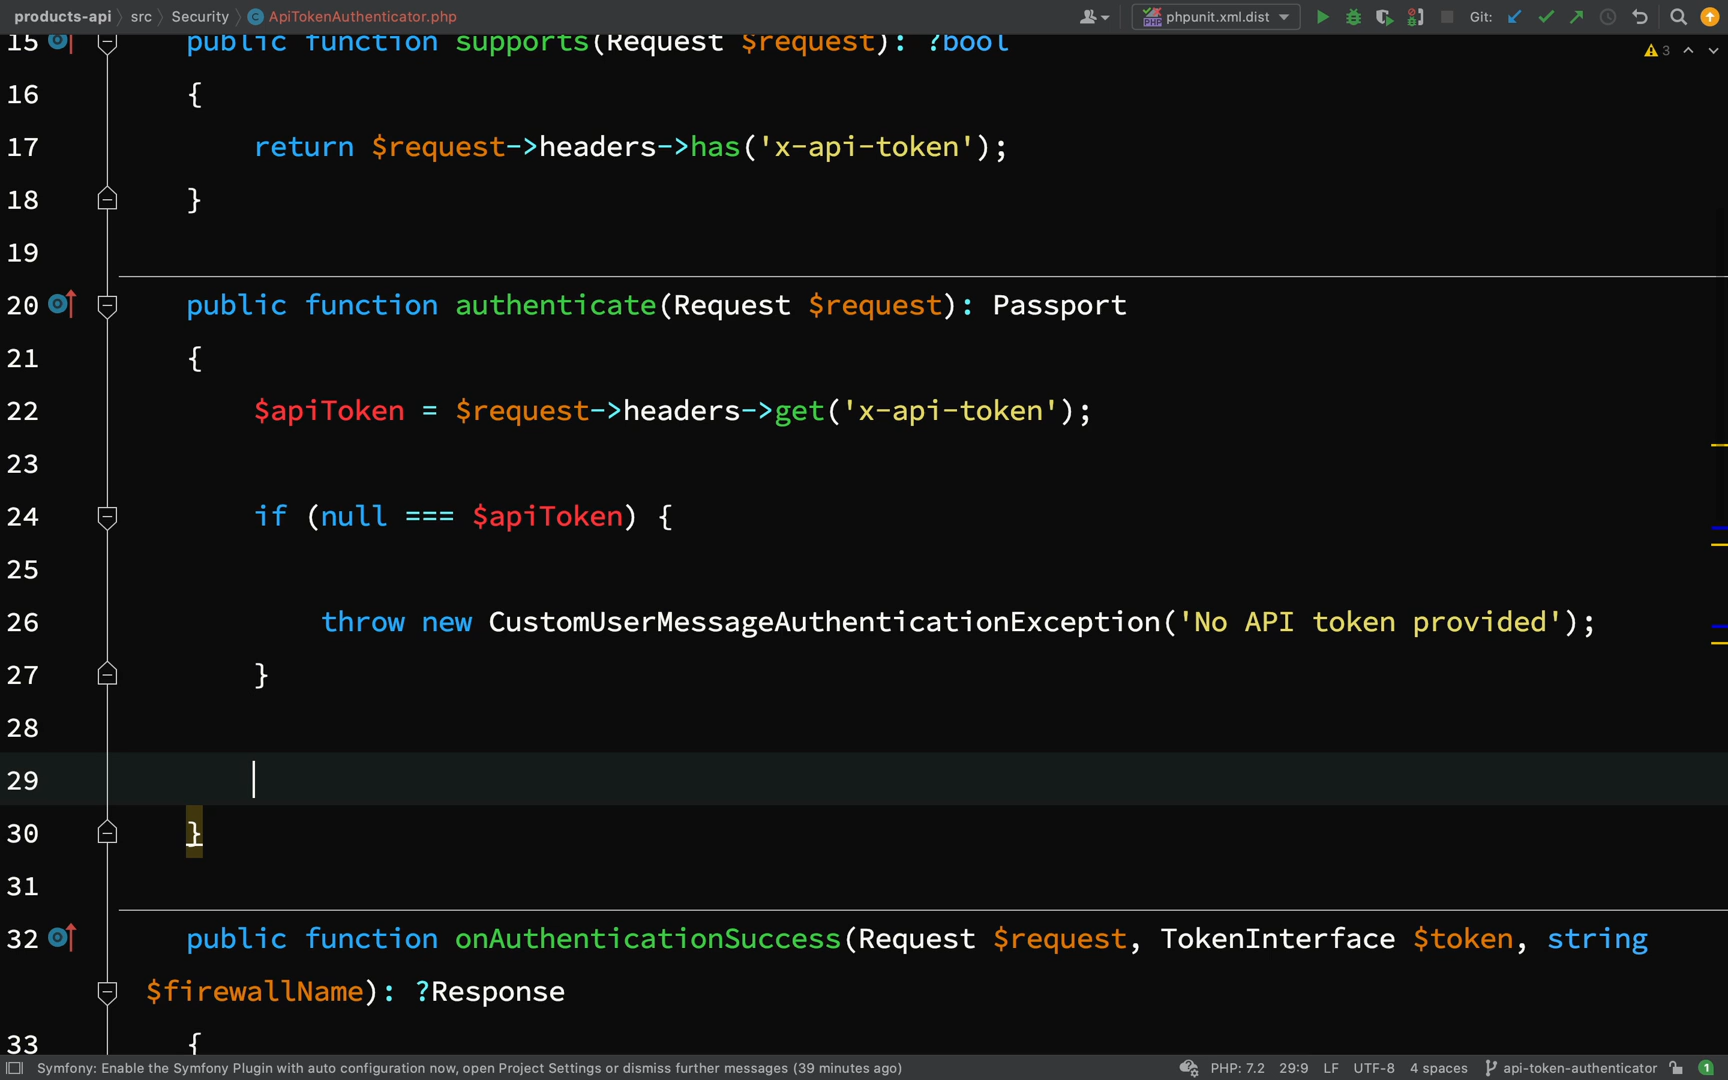 products-api src Security ApiTokenAuthenticator.php phpunit.xml.dist Git:
15 public function supports(Request $request): ?bool
3
16 {
17 return $request->headers->has('x-api-token');
18 }
19
20 public function authenticate(Request $request): Passport
21 {
22 $apiToken = $request->headers->get('x-api-token');
23
24 if (null === $apiToken) {
25
26 throw new CustomUserMessageAuthenticationException('No API token provided');
27 }
28
29
30 }
31
32 public function onAuthenticationSuccess(Request $request, TokenInterface $token, string
$firewallName): ?Response
33 {
Symfony: Enable the Symfony Plugin with auto configuration now, open Project Settings or dismiss further messages (39 minutes ago) PHP: 7.2 29:9 LF UTF-8 4 spaces api-token-authenticator 1